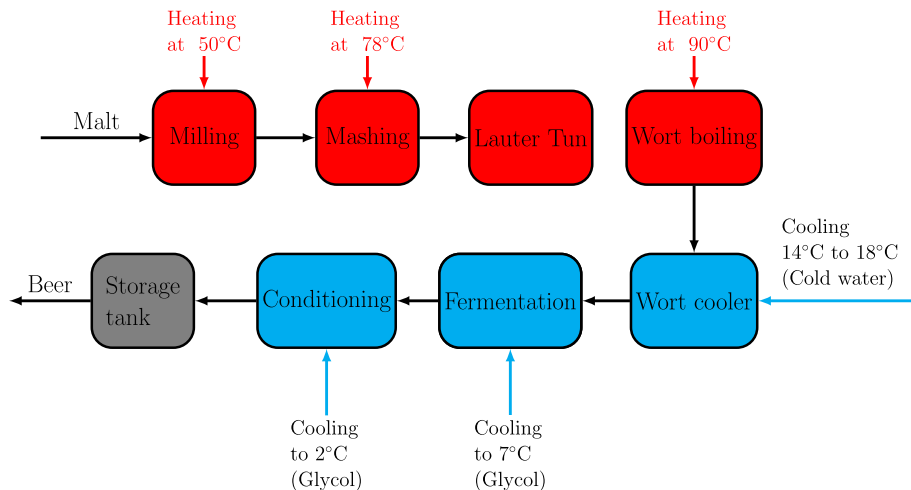 Heating
at 50°C
Heating
at 78°C
Heating
at 90°C
Malt
Milling
Mashing
Lauter Tun
Wort boiling
Cooling
14°C to 18°C
(Cold water)
Beer
Storage
tank
Conditioning
Fermentation
Wort cooler
Cooling
to 2°C
(Glycol)
Cooling
to 7°C
(Glycol)